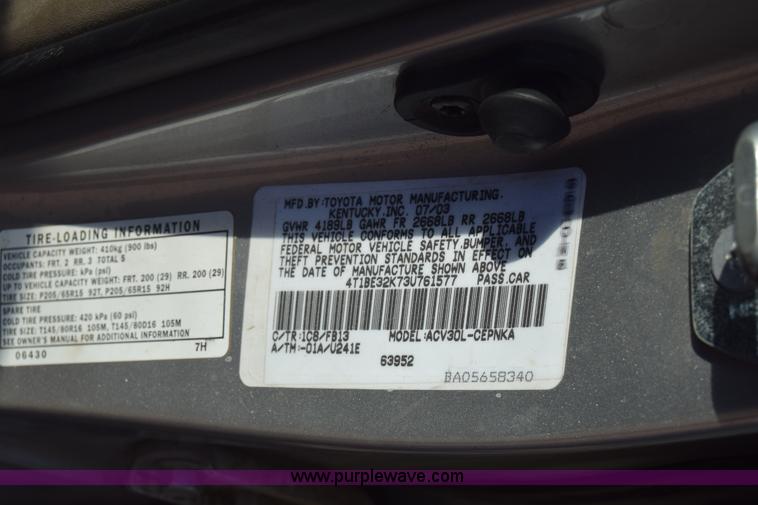 TIRE-LOADING INFORMATION
VEHICLE CAPACITY WEIGHT: 410kg (900 lbs)
OCCUPANTS: FRT. 2 RR. 3 TOTAL 5
COLD TIRE PRESSURE: kPa (psi)
UP TO VEHICLE CAPACITY WEIGHT: FRT. 200 (29) RR. 200 (29)
TIRE SIZE: P205/65R15 92T, P205/65R15 92H
SPARE TIRE
COLD TIRE PRESSURE: 420 kPa (60 psi)
TIRE SIZE: T145/80R16 105M, T145/80D16 105M
SEE OWNER'S MANUAL FOR ADDITIONAL INFORMATION
06430 7H
MFD.BY:TOYOTA MOTOR MANUFACTURING,
KENTUCKY,INC. 07/03
GVWR 4189LB GAWR FR 2668LB RR 2668LB
THIS VEHICLE CONFORMS TO ALL APPLICABLE
FEDERAL MOTOR VEHICLE SAFETY,BUMPER, AND
THEFT PREVENTION STANDARDS IN EFFECT ON
THE DATE OF MANUFACTURE SHOWN ABOVE
4T1BE32K73U761577 PASS.CAR
C/TR:1C8/FB13 MODEL:ACV30L-CEPNKA
A/TM:-01A/U241E
63952
BA05658340
www.purplewave.com